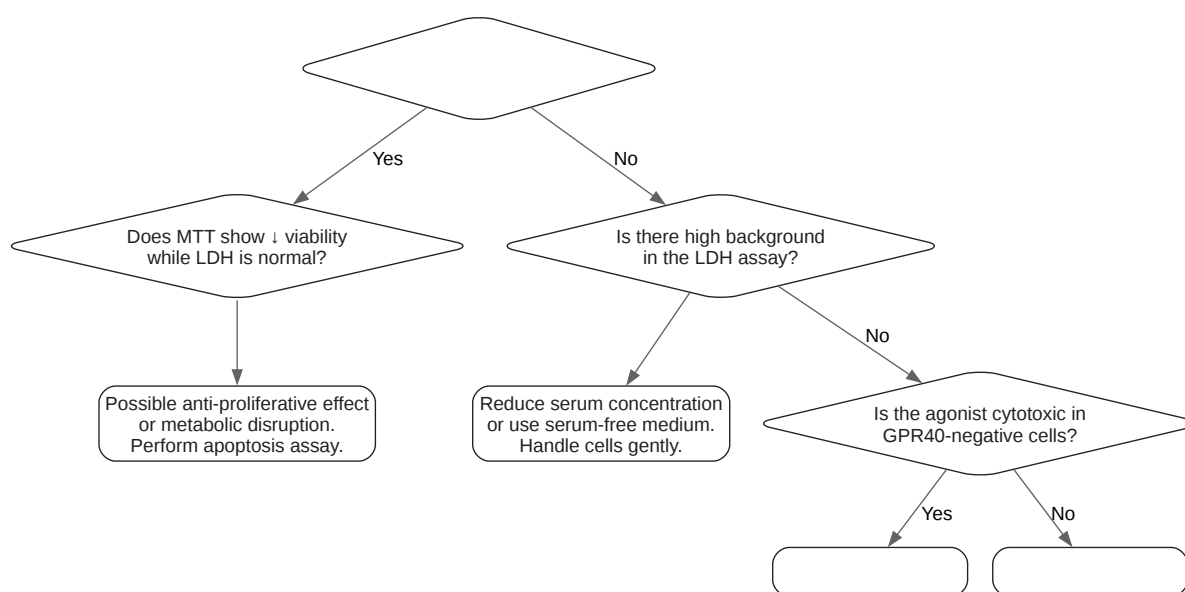 Yes
No
Does MTT show ↓ viability
while LDH is normal?
Is there high background
in the LDH assay?
No
Possible anti-proliferative effect
or metabolic disruption.
Perform apoptosis assay.
Reduce serum concentration
or use serum-free medium.
Handle cells gently.
Is the agonist cytotoxic in
GPR40-negative cells?
Yes
No